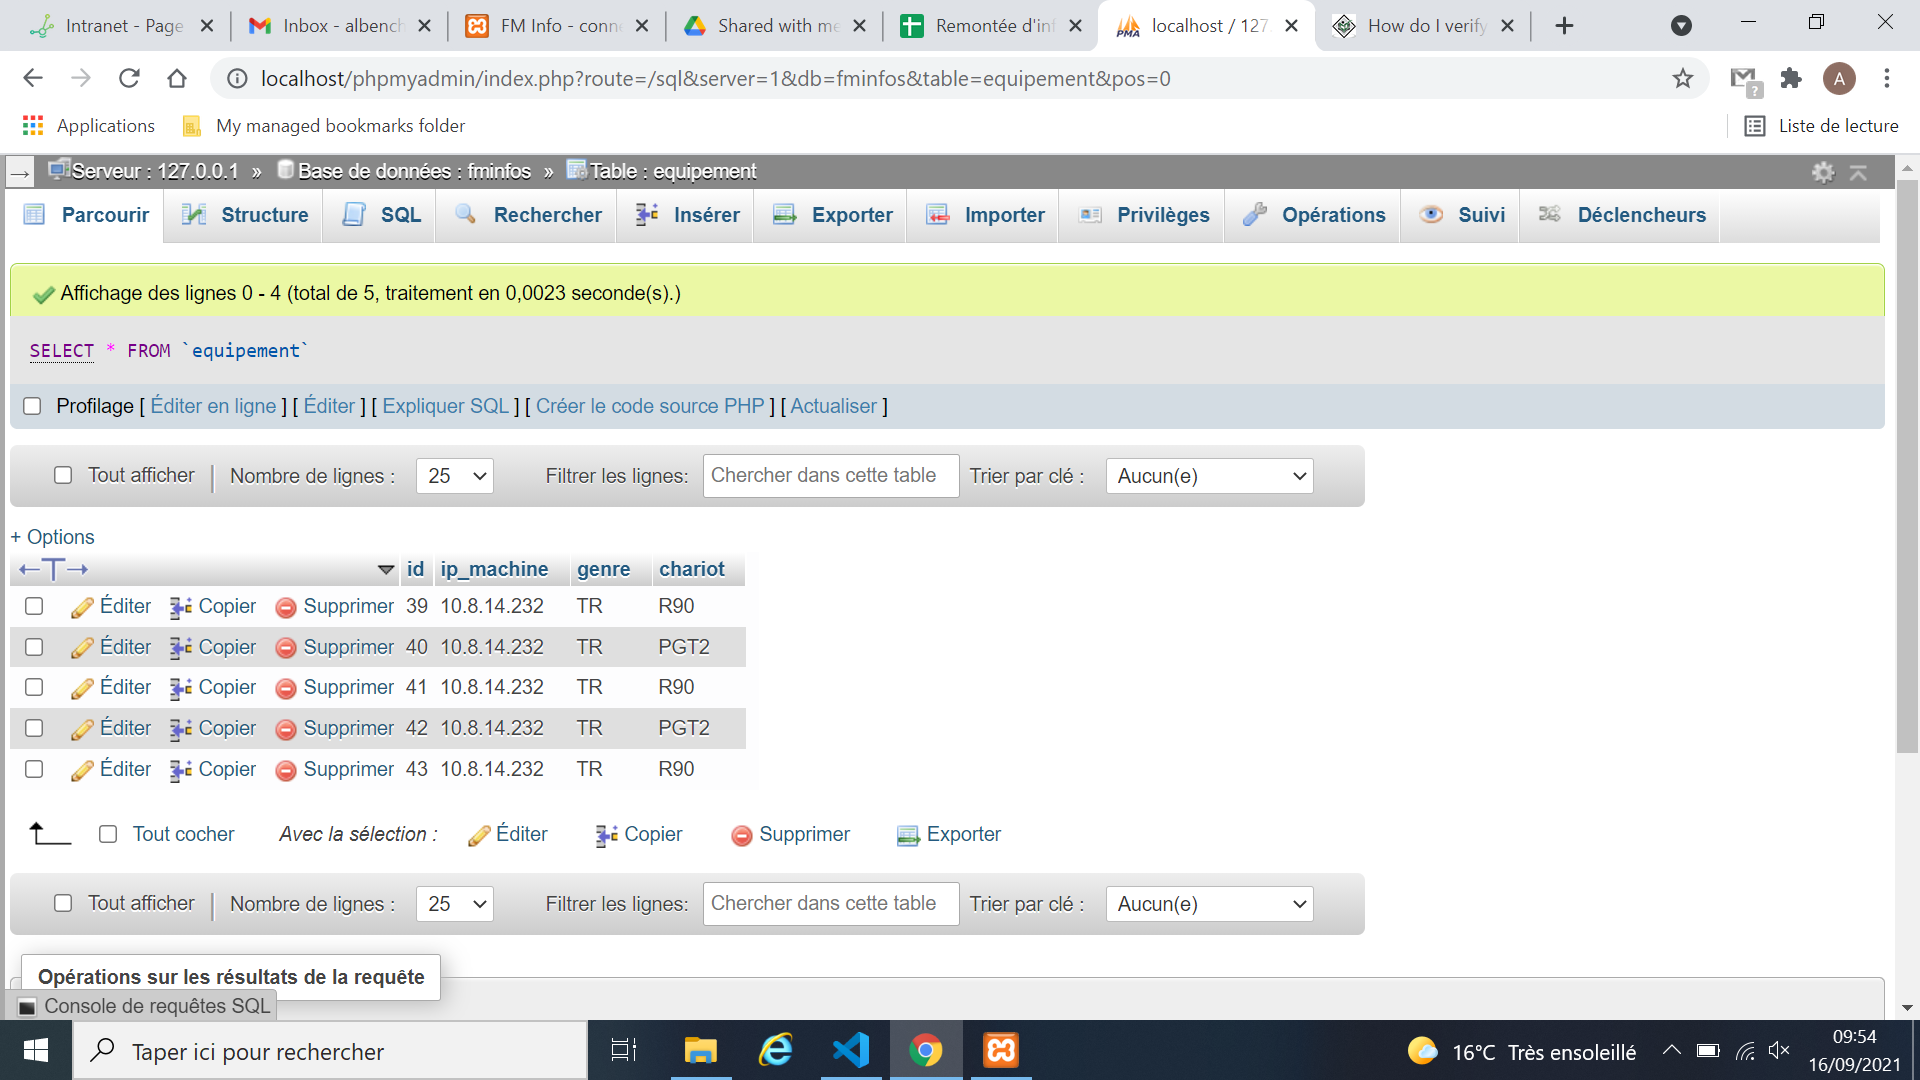 Intranet - Page
Inbox - albench
FM Info - conn
Shared with me
Remontée d'inf
localhost / 127.
How do I verify
localhost/phpmyadmin/index.php?route=/sql&server=1&db=fminfos&table=equipement&pos=0
A
Applications
My managed bookmarks folder
Liste de lecture
Serveur : 127.0.0.1 » Base de données : fminfos » Table : equipement
Parcourir Structure SQL Rechercher Insérer Exporter Importer Privilèges Opérations Suivi Déclencheurs
Affichage des lignes 0 - 4 (total de 5, traitement en 0,0023 seconde(s).)
SELECT * FROM `equipement`
Profilage [ Éditer en ligne ] [ Éditer ] [ Expliquer SQL ] [ Créer le code source PHP ] [ Actualiser ]
Tout afficher | Nombre de lignes : 25 Filtrer les lignes: Chercher dans cette table Trier par clé : Aucun(e)
+ Options
←T→ id ip_machine genre chariot
Éditer Copier Supprimer 39 10.8.14.232 TR R90
Éditer Copier Supprimer 40 10.8.14.232 TR PGT2
Éditer Copier Supprimer 41 10.8.14.232 TR R90
Éditer Copier Supprimer 42 10.8.14.232 TR PGT2
Éditer Copier Supprimer 43 10.8.14.232 TR R90
Tout cocher Avec la sélection : Éditer Copier Supprimer Exporter
Tout afficher | Nombre de lignes : 25 Filtrer les lignes: Chercher dans cette table Trier par clé : Aucun(e)
Opérations sur les résultats de la requête
Console de requêtes SQL
Taper ici pour rechercher
16°C Très ensoleillé
09:54
16/09/2021